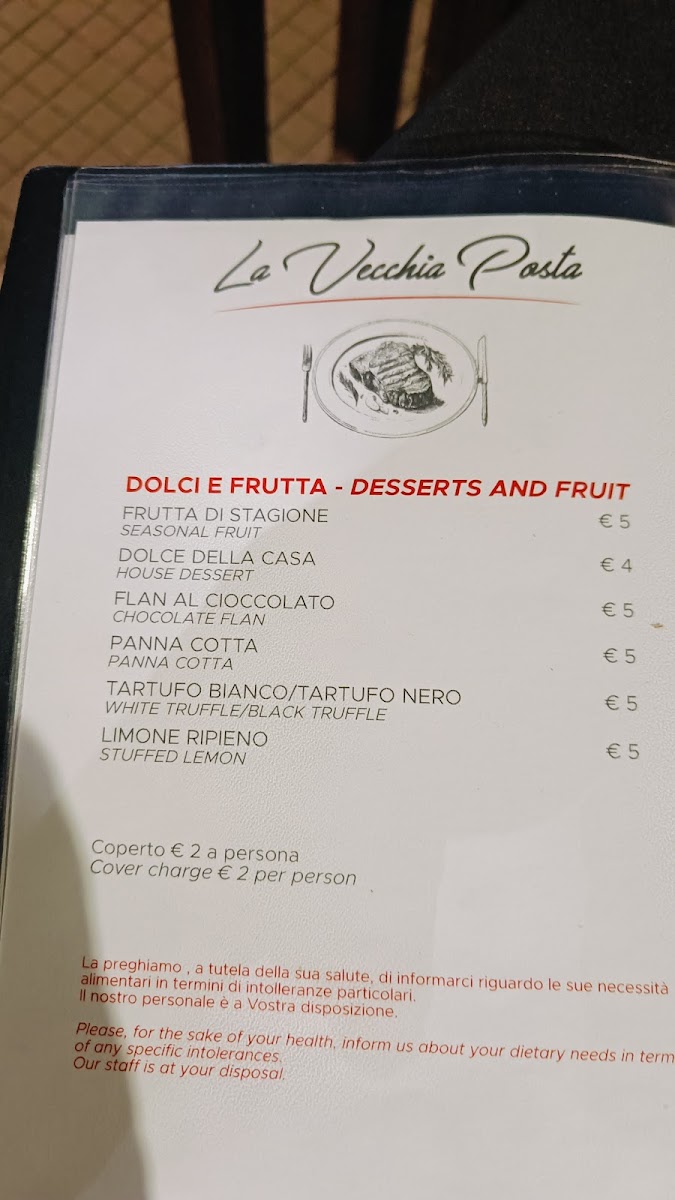 La Vecchia Posta
DOLCI E FRUTTA - DESSERTS AND FRUIT
FRUTTA DI STAGIONE € 5
SEASONAL FRUIT
DOLCE DELLA CASA € 4
HOUSE DESSERT
FLAN AL CIOCCOLATO € 5
CHOCOLATE FLAN
PANNA COTTA € 5
PANNA COTTA
TARTUFO BIANCO/TARTUFO NERO € 5
WHITE TRUFFLE/BLACK TRUFFLE
LIMONE RIPIENO € 5
STUFFED LEMON
Coperto € 2 a persona
Cover charge € 2 per person
La preghiamo , a tutela della sua salute, di informarci riguardo le sue necessità
alimentari in termini di intolleranze particolari.
Il nostro personale è a Vostra disposizione.
Please, for the sake of your health, inform us about your dietary needs in term
of any specific intolerances.
Our staff is at your disposal.